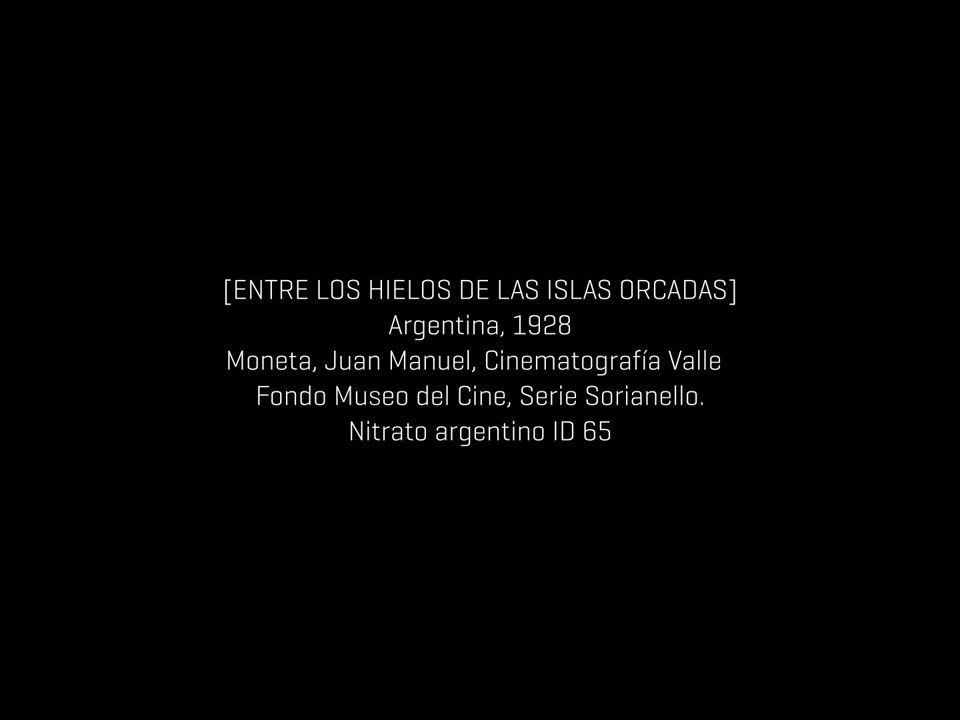 [ENTRE LOS HIELOS DE LAS ISLAS ORCADAS]
Argentina, 1928
Moneta, Juan Manuel, Cinematografía Valle
Fondo Museo del Cine, Serie Sorianello.
Nitrato argentino ID 65